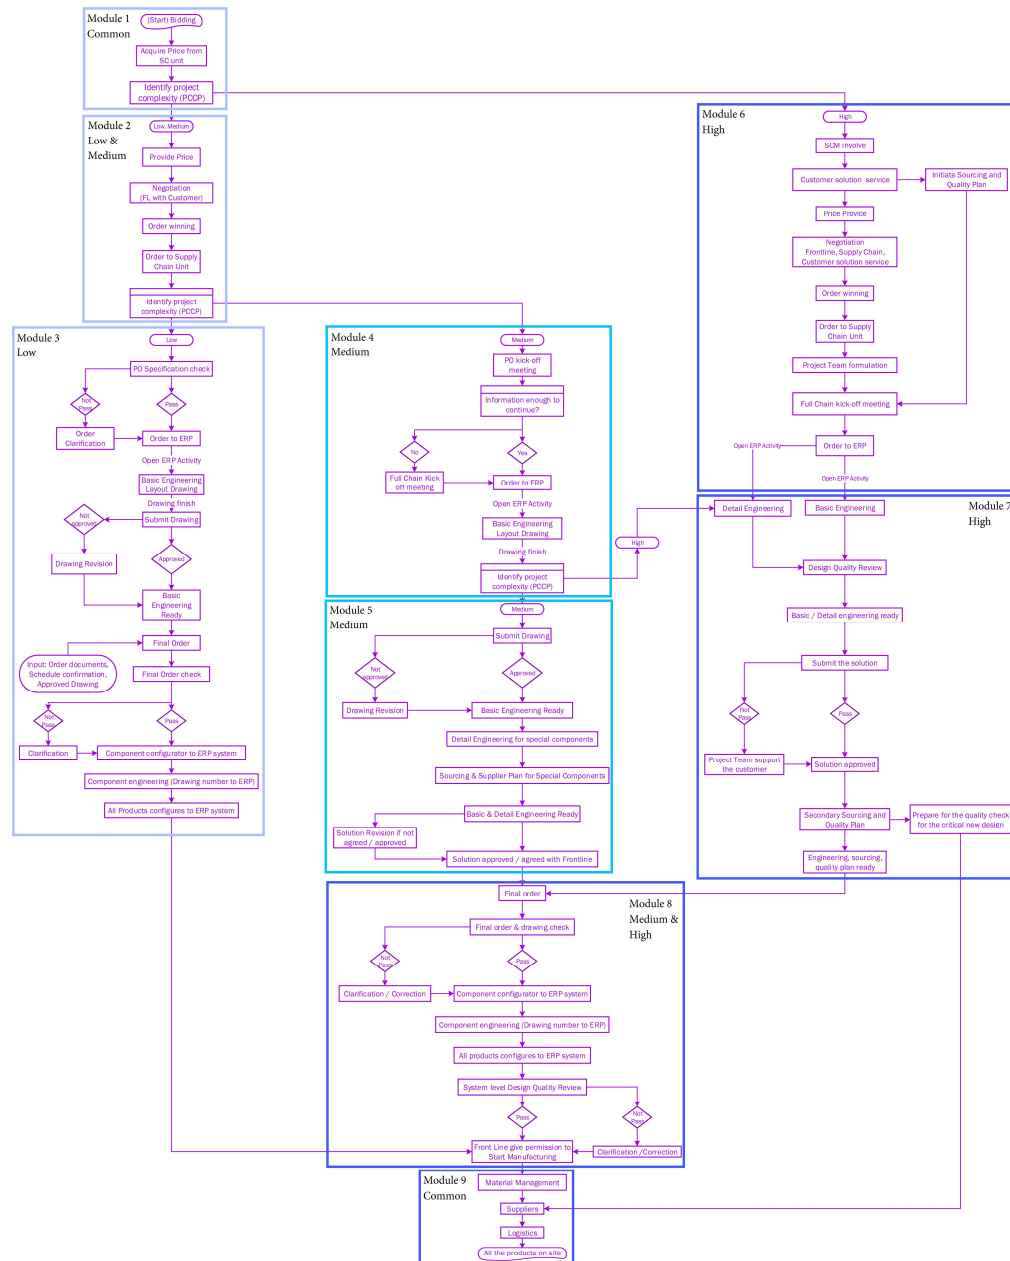 Module 1
Common
(Start) Bidding
Acquire Price from
SC unit
Identify project
complexity (PCCP)
Module 2
Low &
Medium
Low, Medium
Provide Price
Negotiation
(FL with Customer)
Order winning
Order to Supply
Chain Unit
Identify project
complexity (PCCP)
Module 6
High
High
SCM Involve
Customer solution service
Initiate Sourcing and
Quality Plan
Price Provice
Negotiation
Frontline, Supply Chain,
Customer solution service
Order winning
Order to Supply
Chain Unit
Project Team formulation
Full Chain kick-off meeting
Open ERP Activity
Order to ERP
Open ERP Activity
Module 3
Low
Low
PO Specification check
Not
Pass
Pass
Order
Clarification
Order to ERP
Open ERP Activity
Basic Engineering
Layout Drawing
Drawing finish
Not
approved
Submit Drawing
Approved
Drawing Revision
Basic
Engineering
Ready
Final Order
Input: Order documents,
Schedule confirmation,
Approved Drawing
Final Order check
Not
Pass
Pass
Clarification
Component configurator to ERP system
Component engineering (Drawing number to ERP)
All Products configures to ERP system
Module 4
Medium
Medium
PO kick-off
meeting
Information enough to
continue?
No
Yes
Full Chain Kick
off meeting
Order to ERP
Open ERP Activity
Basic Engineering
Layout Drawing
Drawing finish
Identify project
complexity (PCCP)
High
Module 5
Medium
Medium
Submit Drawing
Not
approved
Approved
Drawing Revision
Basic Engineering Ready
Detail Engineering for special components
Sourcing & Supplier Plan for Special Components
Basic & Detail Engineering Ready
Solution Revision if not
agreed / approved
Solution approved / agreed with Frontline
Module 7
High
Detail Engineering
Basic Engineering
Design Quality Review
Basic / Detail engineering ready
Submit the solution
Not
Pass
Pass
Project Team support
the customer
Solution approved
Secondary Sourcing and
Quality Plan
Prepare for the quality check
for the critical new design
Engineering, sourcing,
quality plan ready
Module 8
Medium &
High
Final order
Final order & drawing check
Not
Pass
Pass
Clarification / Correction
Component configurator to ERP system
Component engineering (Drawing number to ERP)
All products configures to ERP system
System level Design Quality Review
Pass
Not
Pass
Front Line give permission to
Start Manufacturing
Clarification /Correction
Module 9
Common
Material Management
Suppliers
Logistics
All the products on site